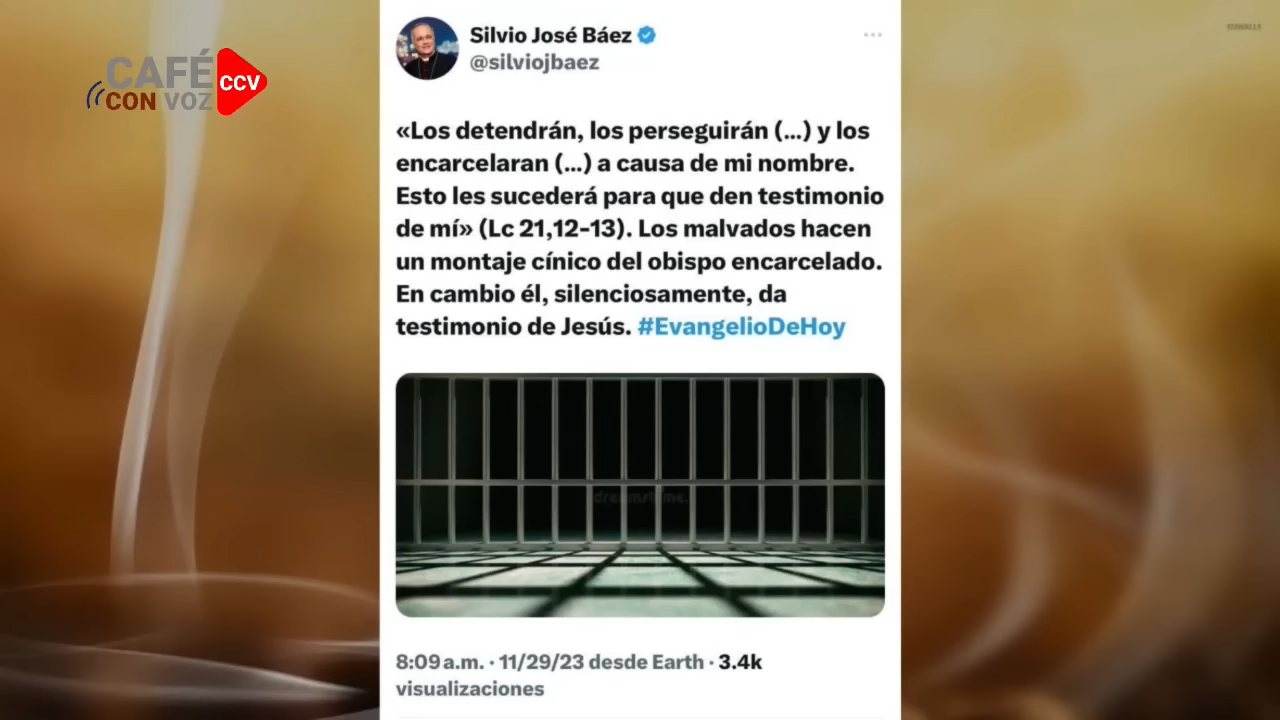 CAFÉ
CON VOZ
CCV
Silvio José Báez
@silviojbaez
«Los detendrán, los perseguirán (...) y los
encarcelaran (...) a causa de mi nombre.
Esto les sucederá para que den testimonio
de mí» (Lc 21,12-13). Los malvados hacen
un montaje cínico del obispo encarcelado.
En cambio él, silenciosamente, da
testimonio de Jesús. #EvangelioDeHoy
dreamstime.
8:09 a.m. · 11/29/23 desde Earth · 3.4k
visualizaciones